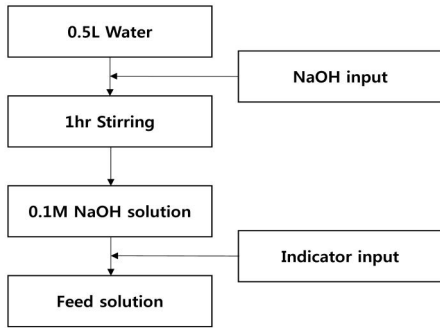 0.5L Water
NaOH input
1hr Stirring
0.1M NaOH solution
Indicator input
Feed solution